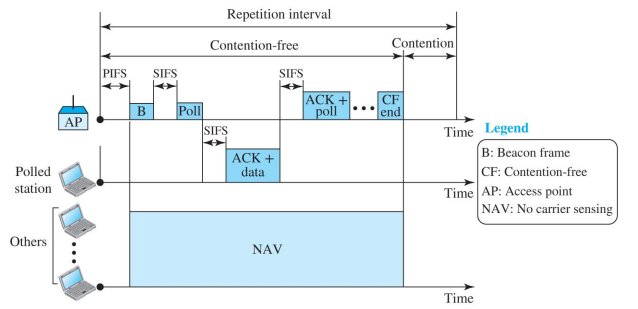 Repetition interval
Contention-free
Contention
PIFS
SIFS
SIFS
B
Poll
ACK +
poll
CF
end
AP
Time
SIFS
ACK +
data
Polled
station
Time
Others
NAV
Time
Legend
B: Beacon frame
CF: Contention-free
AP: Access point
NAV: No carrier sensing